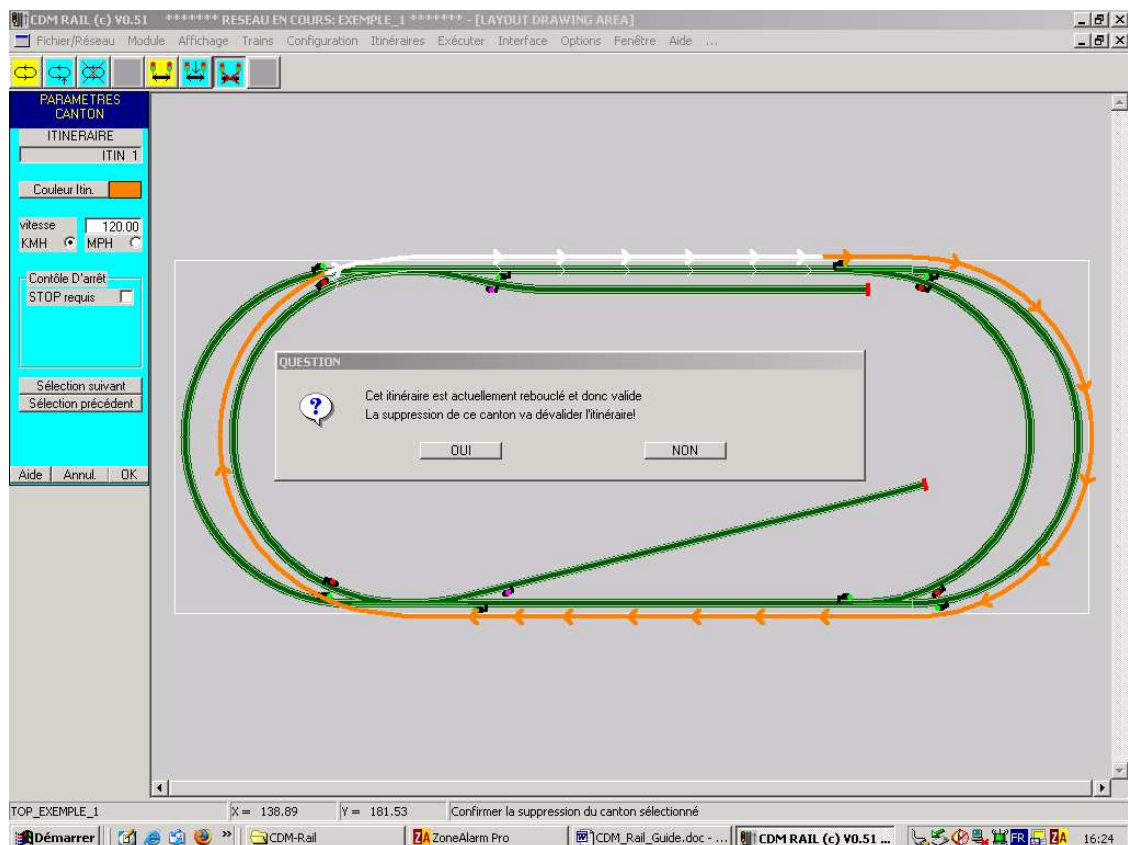 CDM RAIL (c) V0.51 ******* RESEAU EN COURS: EXEMPLE_1 ******* - [LAYOUT DRAWING AREA]
Fichier/Réseau Module Affichage Trains Configuration Itinéraires Exécuter Interface Options Fenêtre Aide ...
PARAMETRES
CANTON
ITINERAIRE
ITIN 1
Couleur Itin.
vitesse 120.00
KMH MPH
Contôle D'arrêt
STOP requis
Sélection suivant
Sélection précédent
Aide Annul. OK
QUESTION
Cet itinéraire est actuellement rebouclé et donc valide
La suppression de ce canton va dévalider l'itinéraire!
OUI NON
TOP_EXEMPLE_1 X = 138.89 Y = 181.53 Confirmer la suppression du canton sélectionné
Démarrer » CDM-Rail ZA ZoneAlarm Pro CDM_Rail_Guide.doc - ... CDM RAIL (c) V0.51 ... FR ZA 16:24